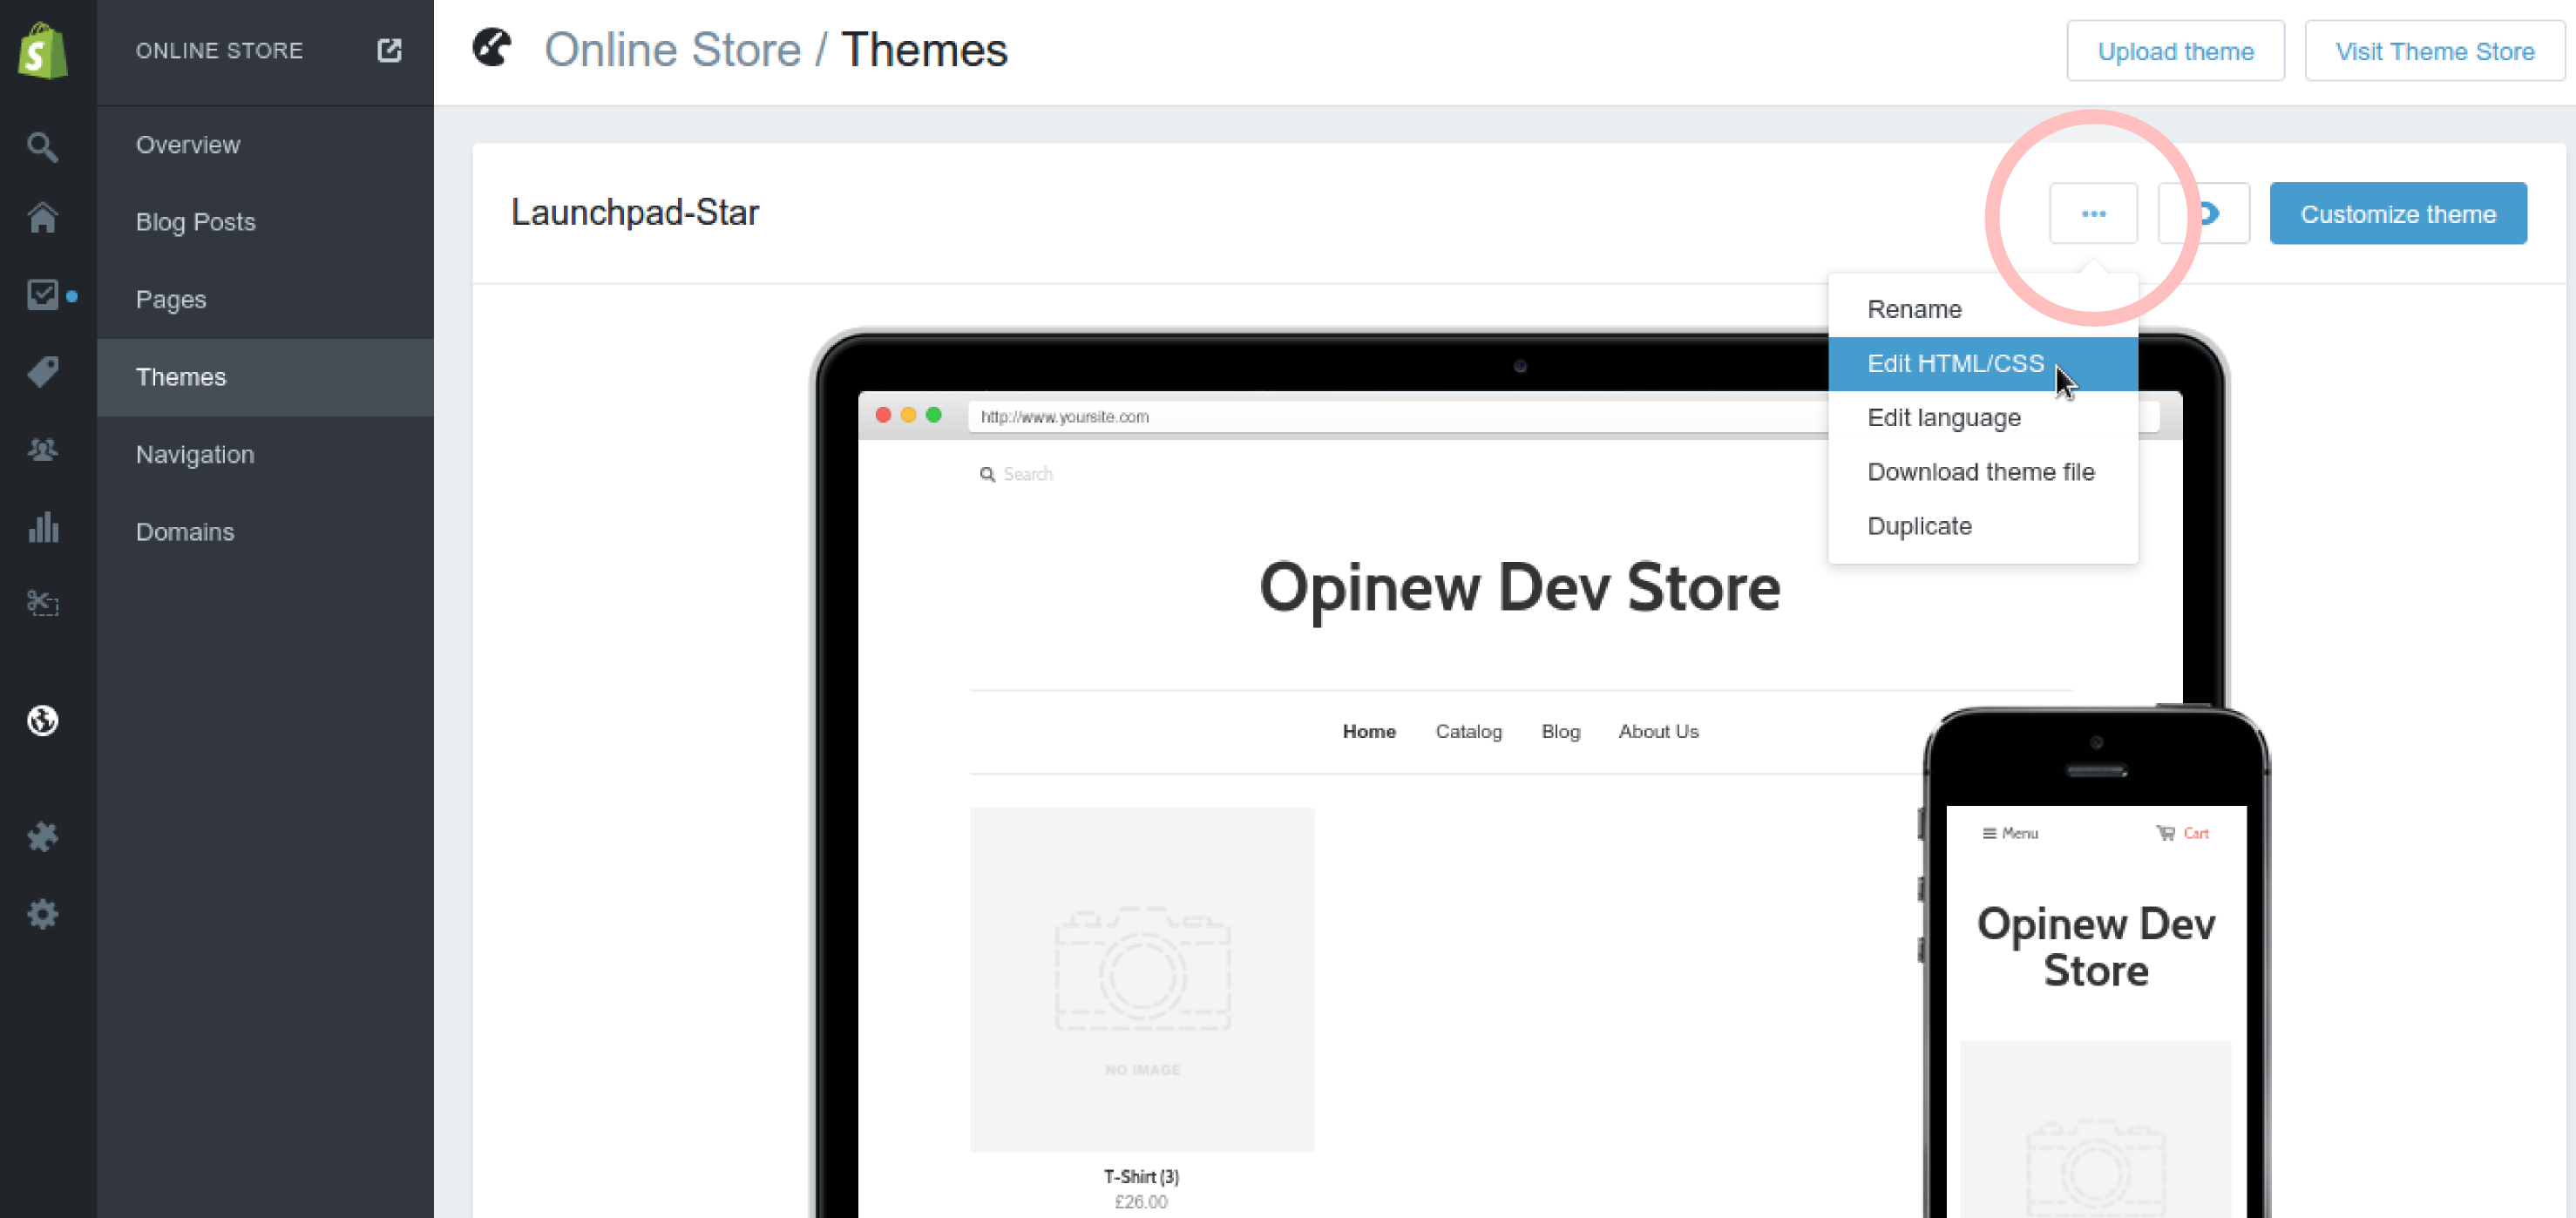 ONLINE STORE
Online Store / Themes
Upload theme
Visit Theme Store
Overview
Blog Posts
Pages
Themes
Navigation
Domains
Launchpad-Star
•••
Customize theme
Rename
Edit HTML/CSS
Edit language
Download theme file
Duplicate
http://www.yoursite.com
Search
Opinew Dev Store
Home Catalog Blog About Us
NO IMAGE
T-Shirt (3)
£26.00
Menu
Cart
Opinew Dev
Store